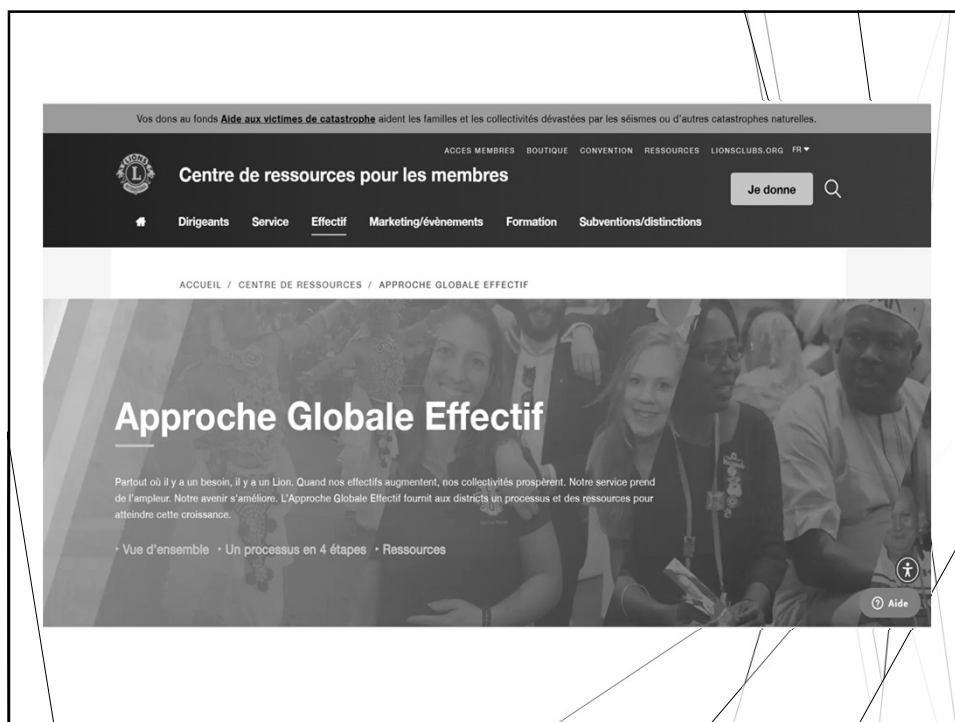 Vos dons au fonds Aide aux victimes de catastrophe aident les familles et les collectivités dévastées par les séismes ou d'autres catastrophes naturelles.
ACCES MEMBRES BOUTIQUE CONVENTION RESSOURCES LIONSCLUBS.ORG FR
LIONS
L
Centre de ressources pour les membres
Je donne
Dirigeants Service Effectif Marketing/évènements Formation Subventions/distinctions
ACCUEIL / CENTRE DE RESSOURCES / APPROCHE GLOBALE EFFECTIF
Approche Globale Effectif
Partout où il y a un besoin, il y a un Lion. Quand nos effectifs augmentent, nos collectivités prospèrent. Notre service prend
de l'ampleur. Notre avenir s'améliore. L'Approche Globale Effectif fournit aux districts un processus et des ressources pour
atteindre cette croissance.
Vue d'ensemble Un processus en 4 étapes Ressources
Aide